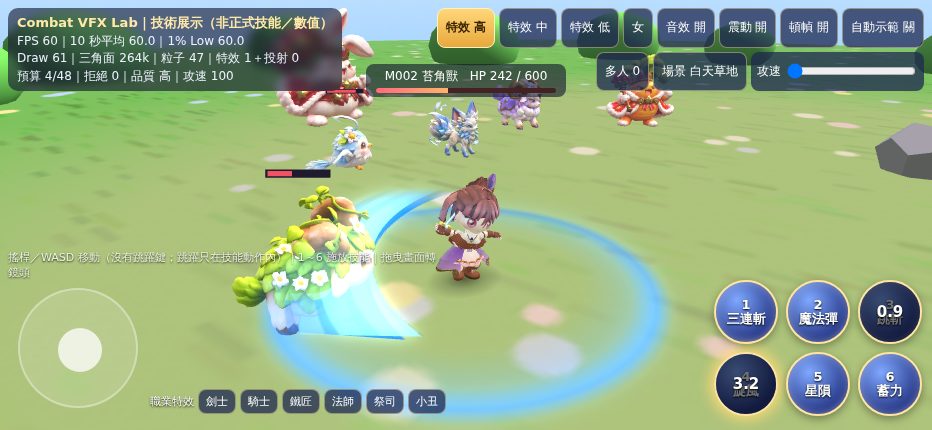 Combat VFX Lab｜技術展示（非正式技能／數值）
FPS 60｜10 秒平均 60.0｜1% Low 60.0
Draw 61｜三角面 264k｜粒子 47｜特效 1＋投射 0
預算 4/48｜拒絕 0｜品質 高｜攻速 100
特效 高
特效 中
特效 低
女
音效 開
震動 開
頓幀 開
自動示範 關
M002 苔角獸 HP 242 / 600
多人 0
場景 白天草地
攻速
搖桿／WASD 移動（沒有跳躍鍵；跳躍只在技能動作內）｜1～6 施放技能｜拖曳畫面轉
鏡頭
1
三連斬
2
魔法彈
3
0.9
跳斬
4
3.2
旋風
5
星隕
6
蓄力
職業特效
劍士
騎士
鐵匠
法師
祭司
小丑